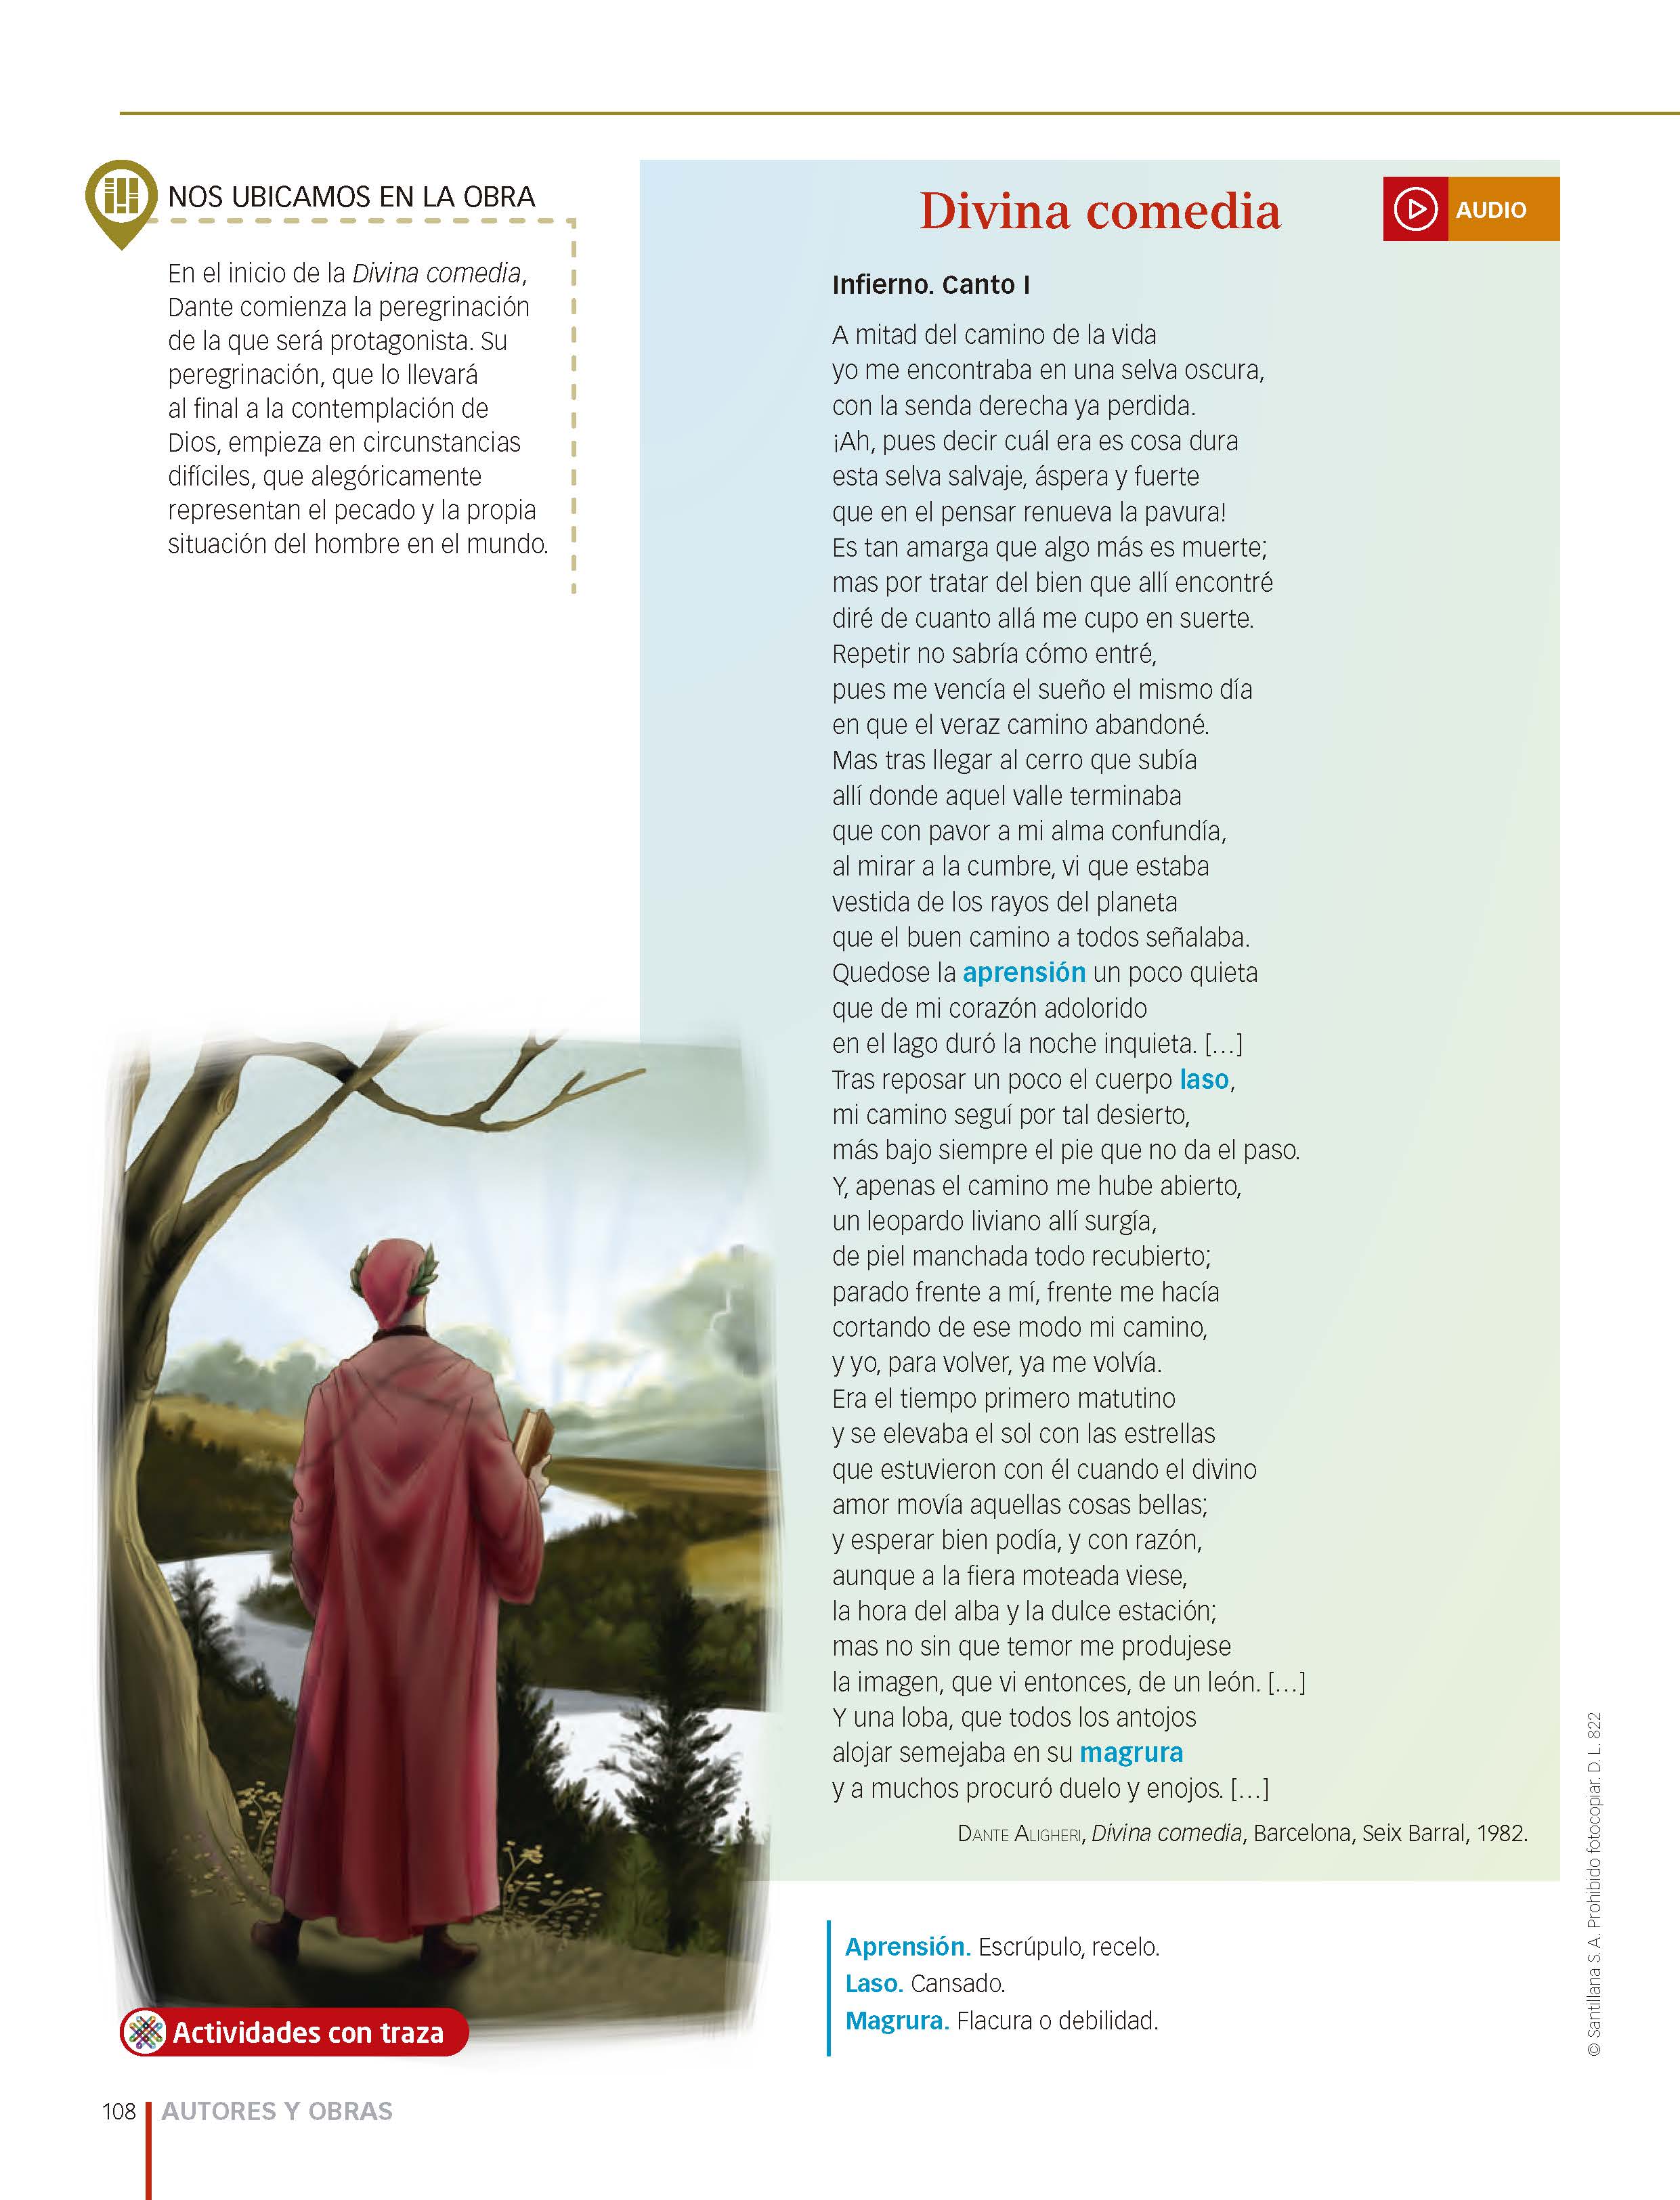 NOS UBICAMOS EN LA OBRA
En el inicio de la Divina comedia,
Dante comienza la peregrinación
de la que será protagonista. Su
peregrinación, que lo llevará
al final a la contemplación de
Dios, empieza en circunstancias
difíciles, que alegóricamente
representan el pecado y la propia
situación del hombre en el mundo.
Divina comedia
AUDIO
Infierno. Canto I
A mitad del camino de la vida
yo me encontraba en una selva oscura,
con la senda derecha ya perdida.
¡Ah, pues decir cuál era es cosa dura
esta selva salvaje, áspera y fuerte
que en el pensar renueva la pavura!
Es tan amarga que algo más es muerte;
mas por tratar del bien que allí encontré
diré de cuanto allá me cupo en suerte.
Repetir no sabría cómo entré,
pues me vencía el sueño el mismo día
en que el veraz camino abandoné.
Mas tras llegar al cerro que subía
allí donde aquel valle terminaba
que con pavor a mi alma confundía,
al mirar a la cumbre, vi que estaba
vestida de los rayos del planeta
que el buen camino a todos señalaba.
Quedose la aprensión un poco quieta
que de mi corazón adolorido
en el lago duró la noche inquieta. [...]
Tras reposar un poco el cuerpo laso,
mi camino seguí por tal desierto,
más bajo siempre el pie que no da el paso.
Y, apenas el camino me hube abierto,
un leopardo liviano allí surgía,
de piel manchada todo recubierto;
parado frente a mí, frente me hacía
cortando de ese modo mi camino,
y yo, para volver, ya me volvía.
Era el tiempo primero matutino
y se elevaba el sol con las estrellas
que estuvieron con él cuando el divino
amor movía aquellas cosas bellas;
y esperar bien podía, y con razón,
aunque a la fiera moteada viese,
la hora del alba y la dulce estación;
mas no sin que temor me produjese
la imagen, que vi entonces, de un león. [...]
Y una loba, que todos los antojos
alojar semejaba en su magrura
y a muchos procuró duelo y enojos. [...]
Dante Aligheri, Divina comedia, Barcelona, Seix Barral, 1982.
Aprensión. Escrúpulo, recelo.
Laso. Cansado.
Magrura. Flacura o debilidad.
Actividades con traza
© Santillana S. A. Prohibido fotocopiar. D. L. 822
108 AUTORES Y OBRAS